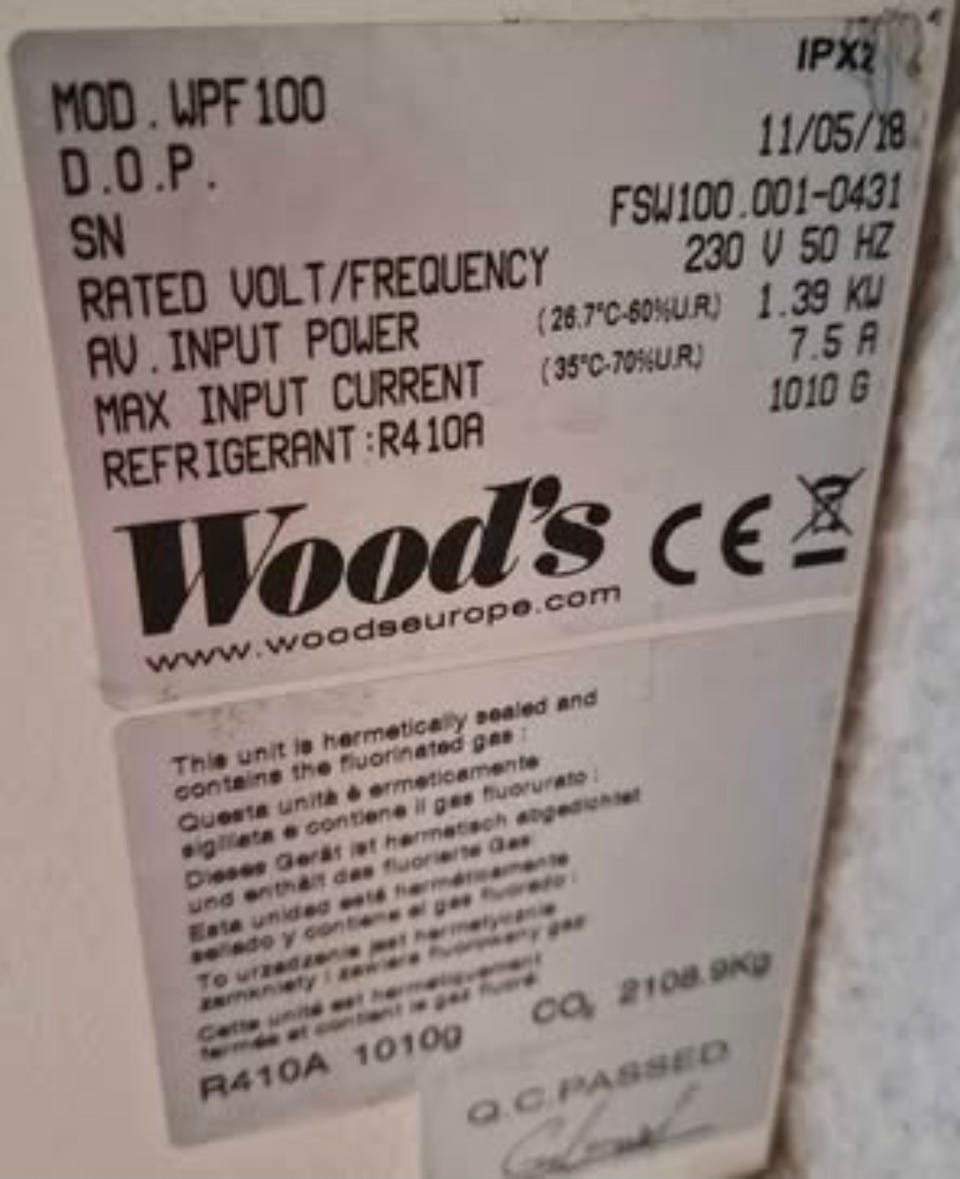 IPX2
MOD.WPF100
D.O.P. 11/05/18
SN FSW100.001-0431
RATED VOLT/FREQUENCY 230 V 50 HZ
AV.INPUT POWER (26.7°C-60%U.R.) 1.39 KW
MAX INPUT CURRENT (35°C-70%U.R.) 7.5 A
REFRIGERANT:R410A 1010 G
Wood's CE
www.woodseurope.com
This unit is hermetically sealed and
contains the fluorinated gas :
Questa unità è ermeticamente
sigillata e contiene il gas fluorurato :
Dieses Gerät ist hermetisch abgedichtet
und enthält das fluorierte Gas:
Esta unidad está herméticamente
sellado y contiene el gas fluorado :
To urządzenie jest hermetycznie
zamknięty i zawiera fluorowany gaz
Cette unité est hermétiquement
fermée et contient le gaz fluoré
R410A 1010g CO₂ 2108.9Kg
Q.C.PASSED